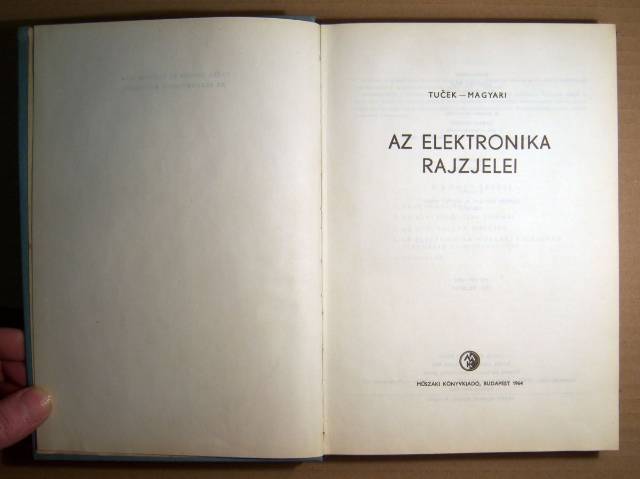 TUČEK — MAGYARI
AZ ELEKTRONIKA
RAJZJELEI
MŰSZAKI KÖNYVKIADÓ, BUDAPEST 1964